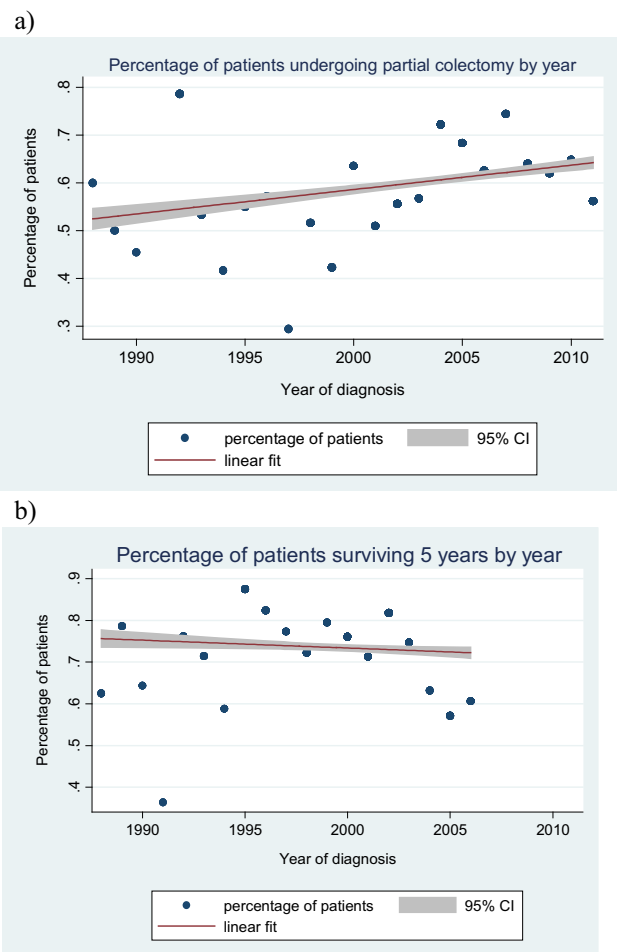 a)
Percentage of patients undergoing partial colectomy by year
.8
.7
.6
.5
.4
.3
Percentage of patients
1990 1995 2000 2005 2010
Year of diagnosis
percentage of patients 95% CI
linear fit
b)
Percentage of patients surviving 5 years by year
.9
.8
.7
.6
.5
.4
Percentage of patients
1990 1995 2000 2005 2010
Year of diagnosis
percentage of patients 95% CI
linear fit